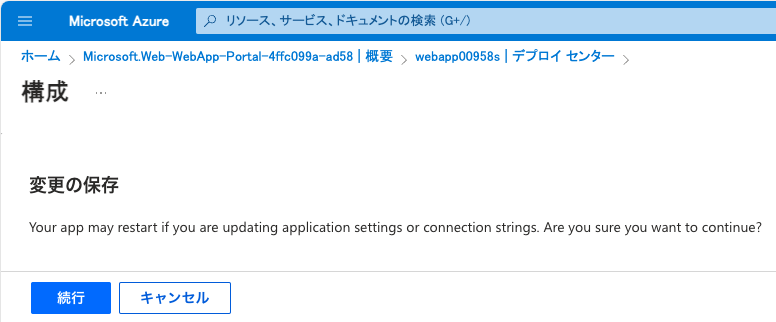 Microsoft Azure
リソース、サービス、ドキュメントの検索 (G+/)
ホーム > Microsoft.Web-WebApp-Portal-4ffc099a-ad58 | 概要 > webapp00958s | デプロイ センター >
構成 ...
変更の保存
Your app may restart if you are updating application settings or connection strings. Are you sure you want to continue?
続行
キャンセル